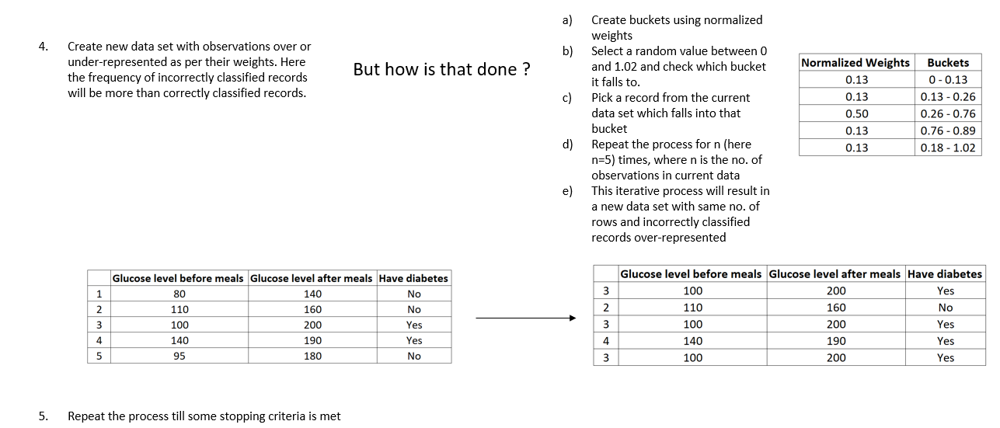 4. Create new data set with observations over or
under-represented as per their weights. Here
the frequency of incorrectly classified records
will be more than correctly classified records.
But how is that done ?
a) Create buckets using normalized
weights
b) Select a random value between 0
and 1.02 and check which bucket
it falls to.
c) Pick a record from the current
data set which falls into that
bucket
d) Repeat the process for n (here
n=5) times, where n is the no. of
observations in current data
e) This iterative process will result in
a new data set with same no. of
rows and incorrectly classified
records over-represented
Normalized Weights Buckets
0.13 0 - 0.13
0.13 0.13 - 0.26
0.50 0.26 - 0.76
0.13 0.76 - 0.89
0.13 0.18 - 1.02
Glucose level before meals Glucose level after meals Have diabetes
1 80 140 No
2 110 160 No
3 100 200 Yes
4 140 190 Yes
5 95 180 No
Glucose level before meals Glucose level after meals Have diabetes
3 100 200 Yes
2 110 160 No
3 100 200 Yes
4 140 190 Yes
3 100 200 Yes
5. Repeat the process till some stopping criteria is met